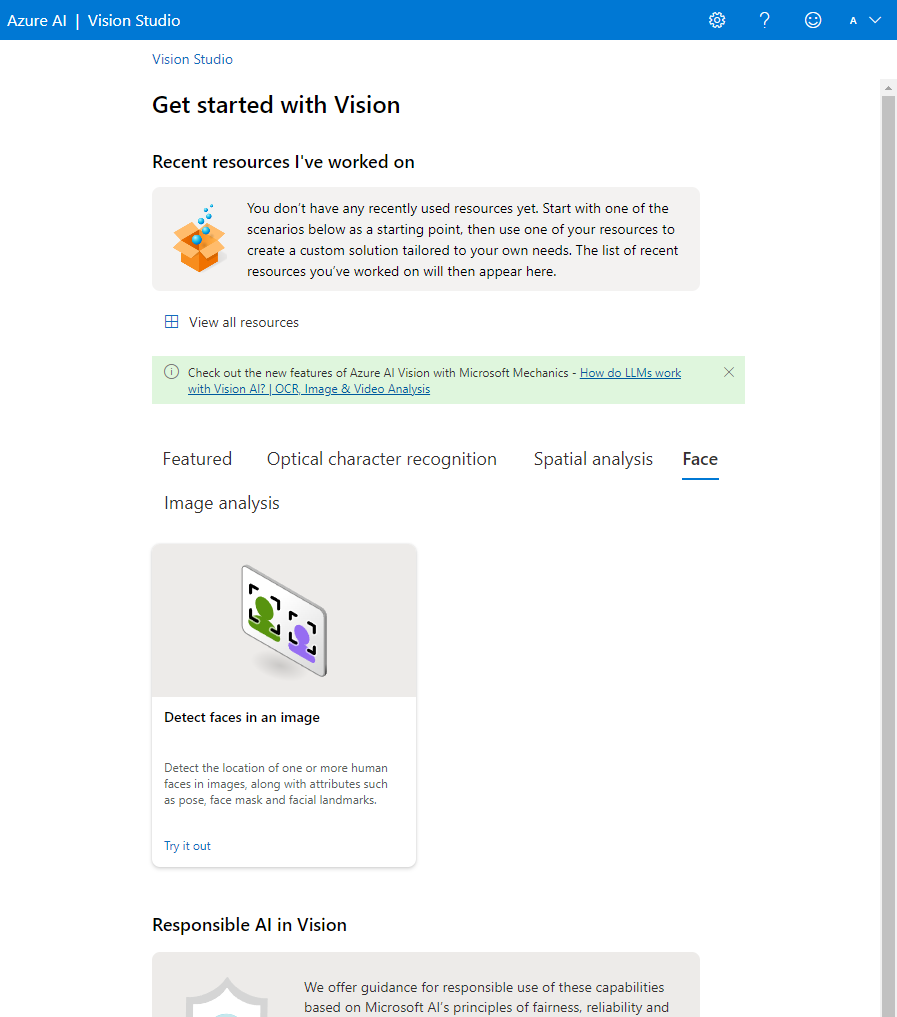 Azure AI | Vision Studio
A
Vision Studio
Get started with Vision
Recent resources I've worked on
You don't have any recently used resources yet. Start with one of the
scenarios below as a starting point, then use one of your resources to
create a custom solution tailored to your own needs. The list of recent
resources you've worked on will then appear here.
View all resources
Check out the new features of Azure AI Vision with Microsoft Mechanics - How do LLMs work
with Vision AI? | OCR, Image & Video Analysis
Featured
Optical character recognition
Spatial analysis
Face
Image analysis
Detect faces in an image
Detect the location of one or more human
faces in images, along with attributes such
as pose, face mask and facial landmarks.
Try it out
Responsible AI in Vision
We offer guidance for responsible use of these capabilities
based on Microsoft AI's principles of fairness, reliability and